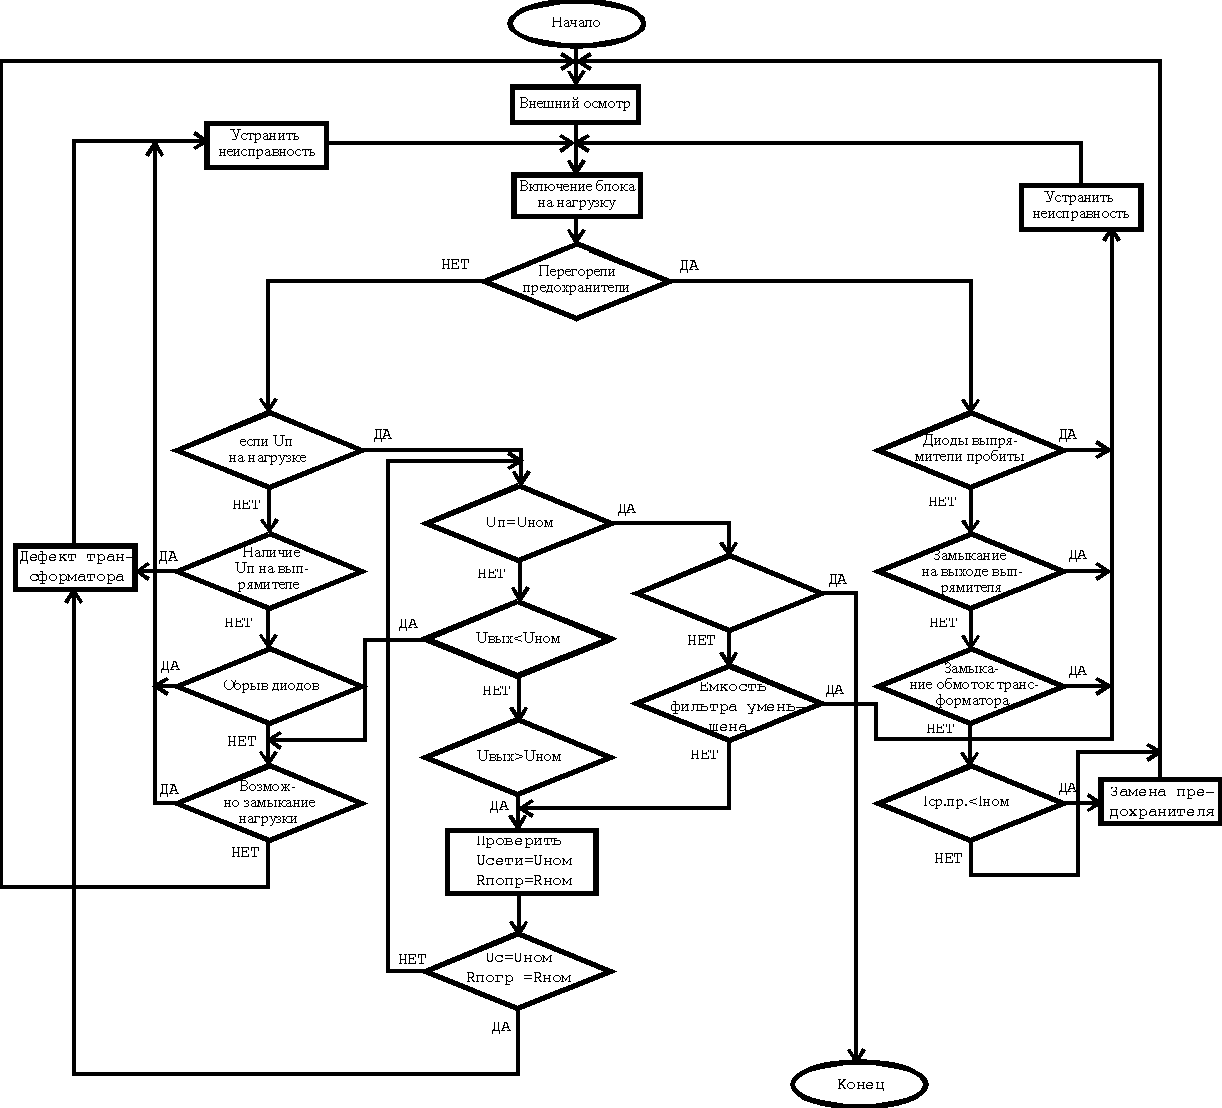 Начало
Внешний осмотр
Устранить
неисправность
Включение блока
на нагрузку
Устранить
неисправность
НЕТ
Перегорели
предохранители
ДА
если Uп
на нагрузке
ДА
Диоды выпря-
мители пробиты
ДА
НЕТ
НЕТ
Uп=Uном
ДА
Дефект тран-
сформатора
ДА
Наличие
Uп на вып-
рямителе
НЕТ
ДА
Замыкание
на выходе вып-
рямителя
ДА
НЕТ
ДА
Uвых<Uном
НЕТ
НЕТ
ДА
Обрыв диодов
НЕТ
Емкость
фильтра умень-
шена
ДА
Замыка-
ние обмоток транс-
форматора
ДА
НЕТ
Uвых>Uном
НЕТ
НЕТ
ДА
Возмож-
но замыкание
нагрузки
ДА
Iср.пр.<Iном
ДА
Замена пре-
дохранителя
НЕТ
Проверить
Uсети=Uном
Rпопр=Rном
НЕТ
НЕТ
Uс=Uном
Rпогр =Rном
ДА
Конец